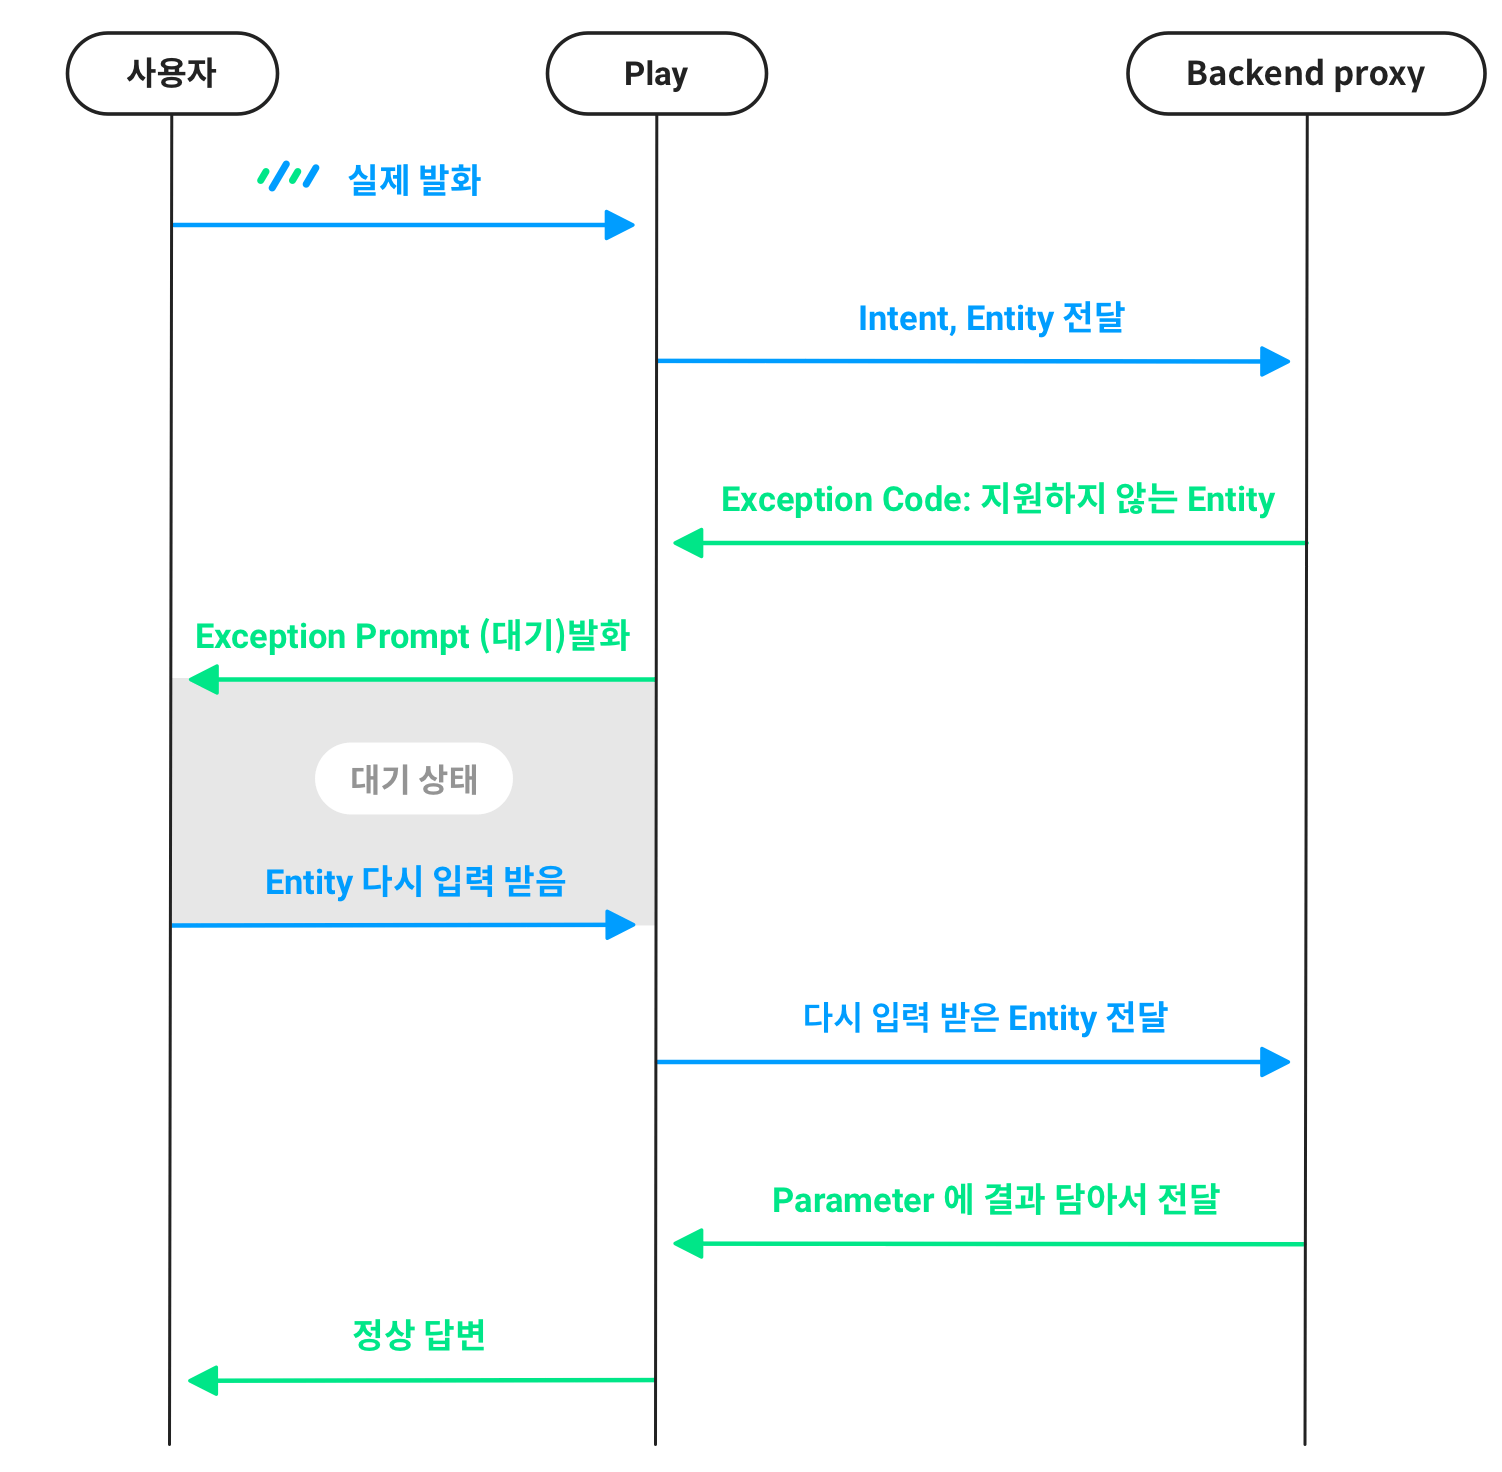 사용자
Play
Backend proxy
실제 발화
Intent, Entity 전달
Exception Code: 지원하지 않는 Entity
Exception Prompt (대기)발화
대기 상태
Entity 다시 입력 받음
다시 입력 받은 Entity 전달
Parameter 에 결과 담아서 전달
정상 답변